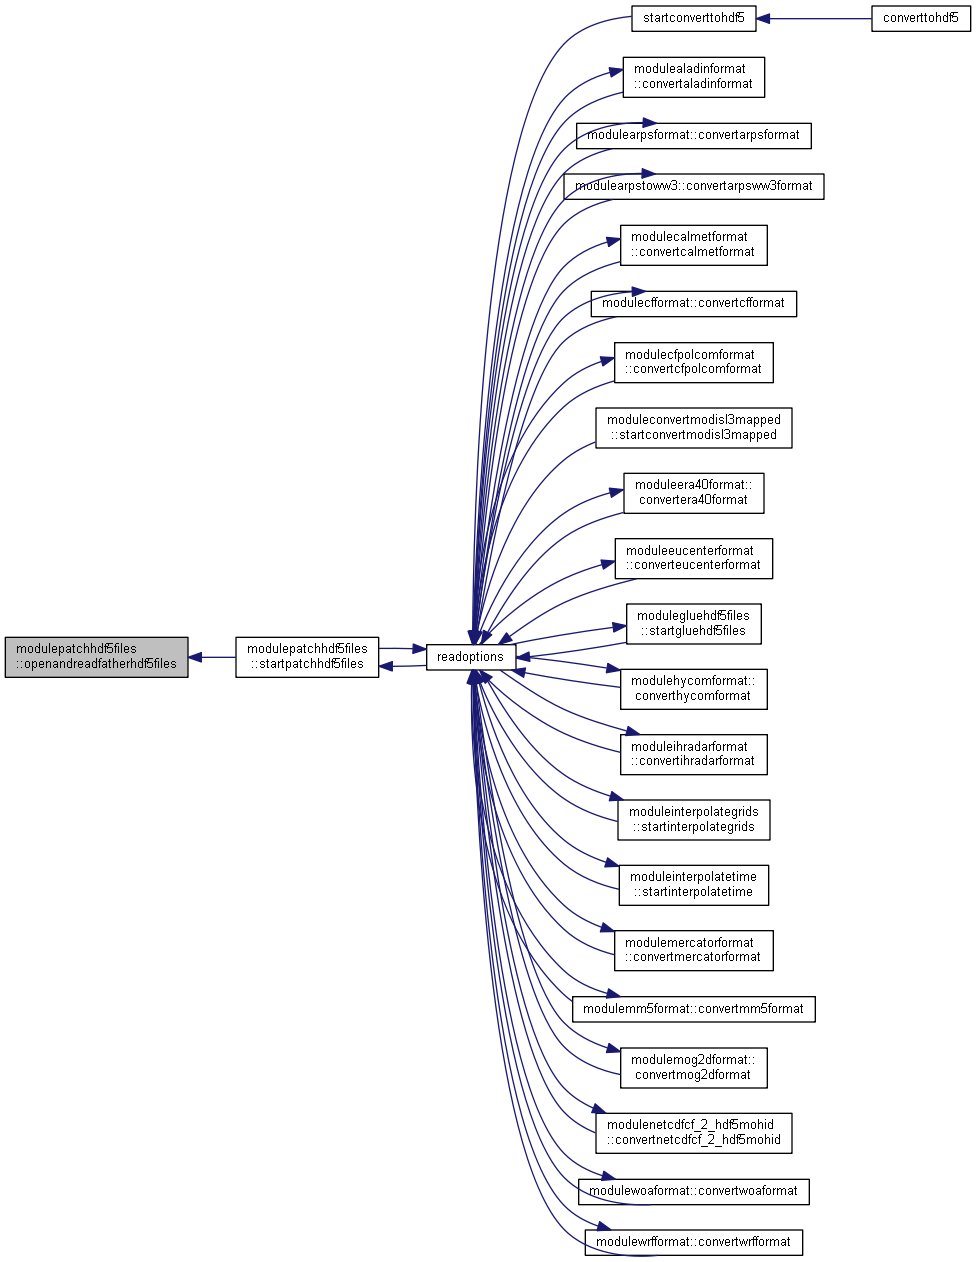 startconverttohdf5
converttohdf5
modulealadinformat
::convertaladinformat
modulearpsformat::convertarpsformat
modulearpstoww3::convertarpsww3format
modulecalmetformat
::convertcalmetformat
modulecfformat::convertcfformat
modulecfpolcomformat
::convertcfpolcomformat
moduleconvertmodisl3mapped
::startconvertmodisl3mapped
moduleera40format::
convertera40format
moduleeucenterformat
::converteucenterformat
modulegluehdf5files
::startgluehdf5files
modulepatchhdf5files
::openandreadfatherhdf5files
modulepatchhdf5files
::startpatchhdf5files
readoptions
modulehycomformat::
converthycomformat
moduleihradarformat
::convertihradarformat
moduleinterpolategrids
::startinterpolategrids
moduleinterpolatetime
::startinterpolatetime
modulemercatorformat
::convertmercatorformat
modulemm5format::convertmm5format
modulemog2dformat::
convertmog2dformat
modulenetcdfcf_2_hdf5mohid
::convertnetcdfcf_2_hdf5mohid
modulewoaformat::convertwoaformat
modulewrfformat::convertwrfformat